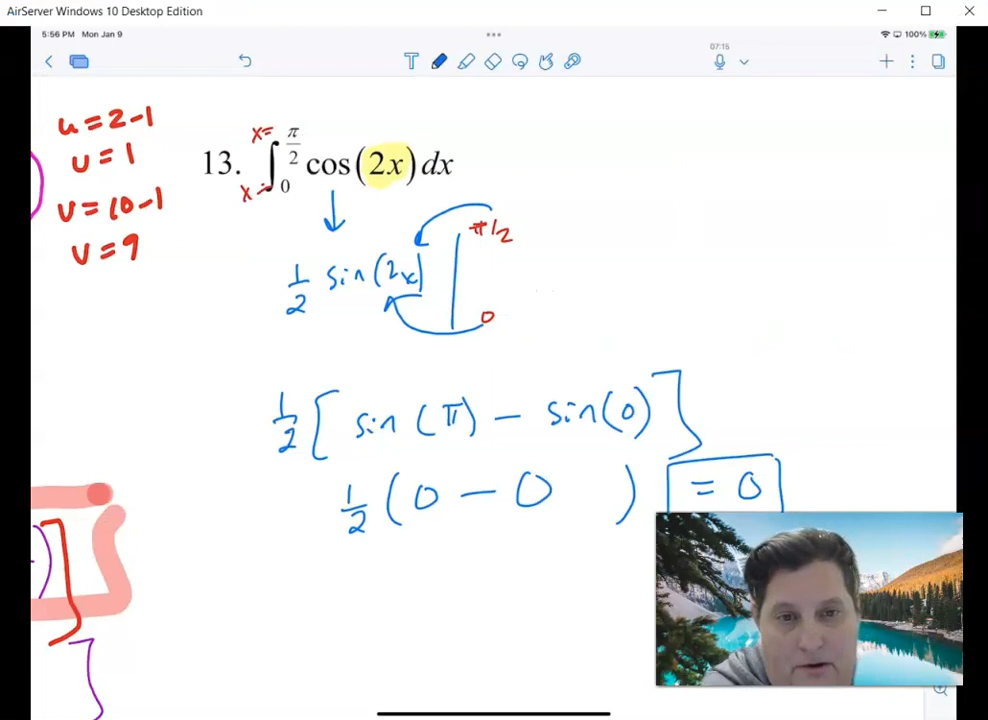 AirServer Windows 10 Desktop Edition
5:56 PM Mon Jan 9
100%
07:15
T
u = 2 - 1
u = 1
u = 10 - 1
u = 9
13. ∫₀^(π/2) cos(2x) dx
x=
x=
1/2 sin(2x) |
π/2
0
1/2 [ sin(π) - sin(0) ]
1/2 ( 0 - 0 ) = 0